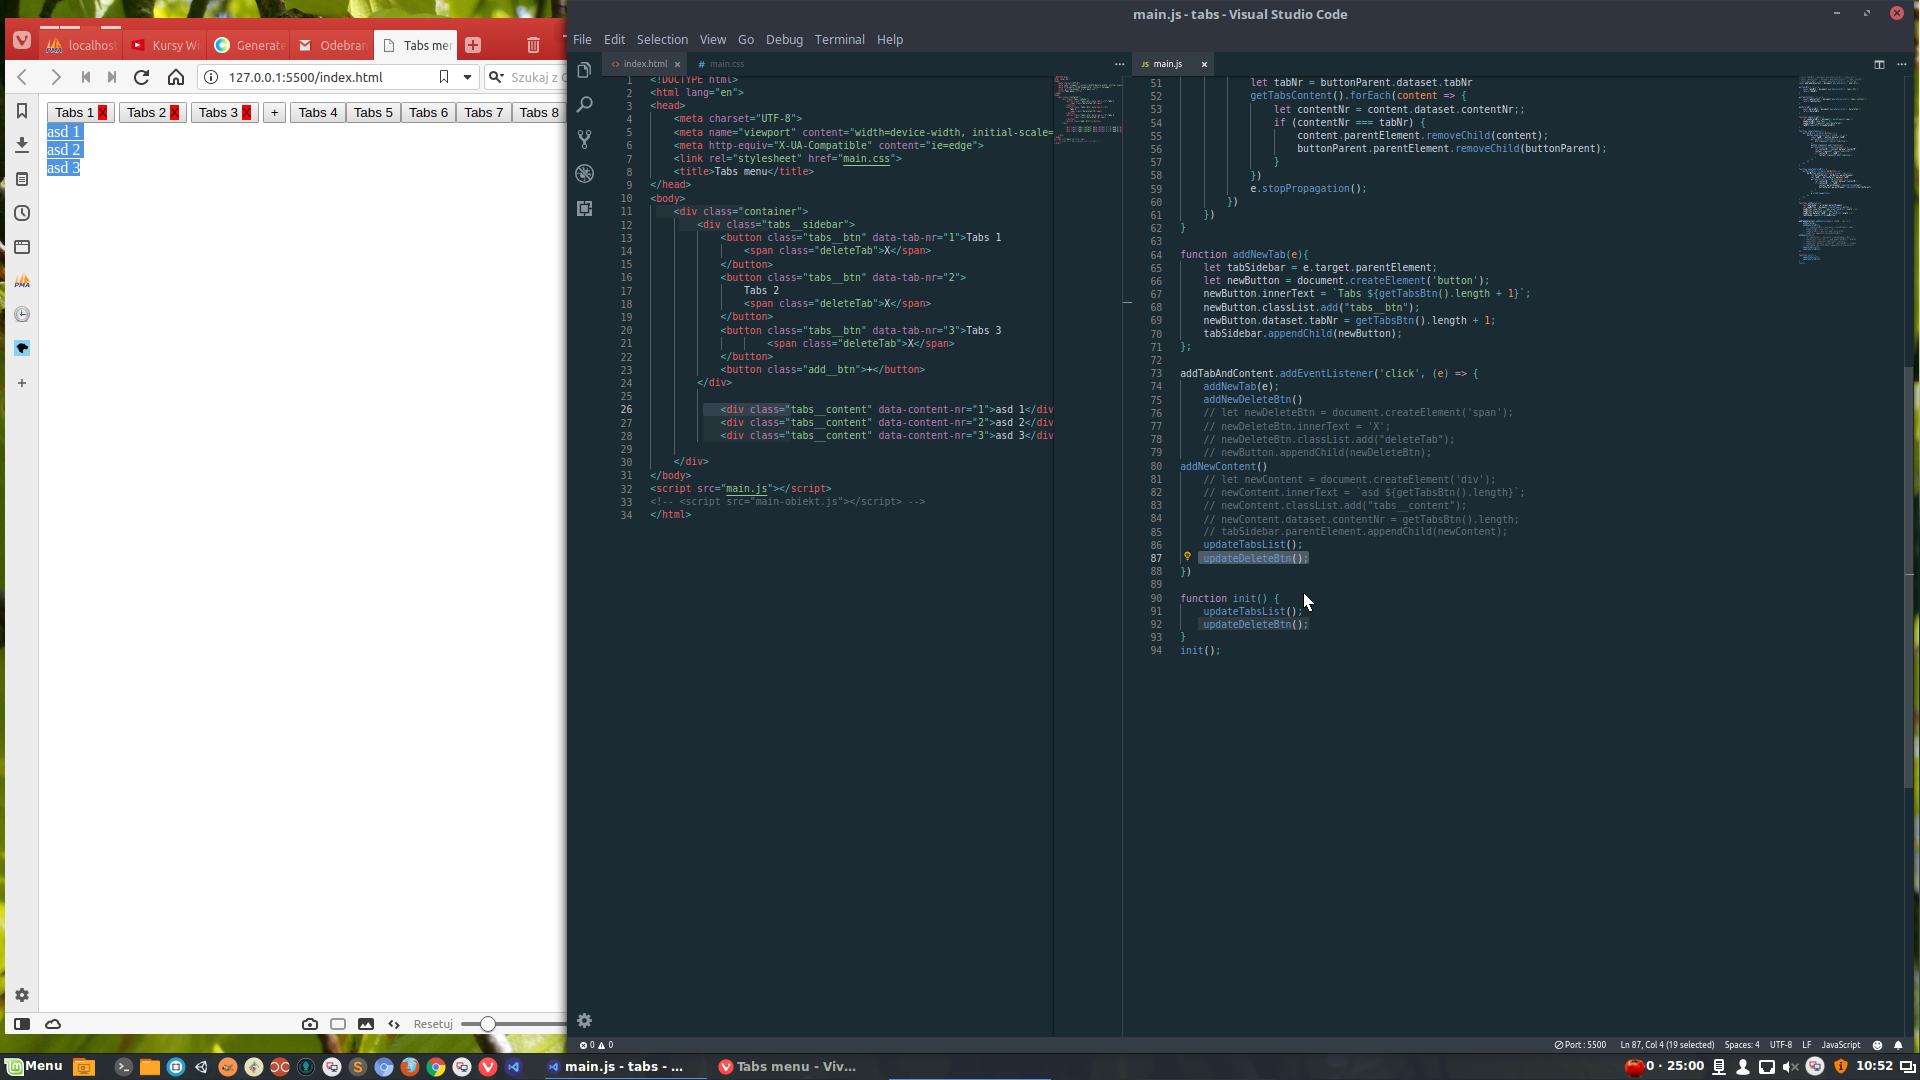 main.js - tabs - Visual Studio Code
File Edit Selection View Go Debug Terminal Help
localhos Kursy Wi Generat Odebran Tabs mer
127.0.0.1:5500/index.html Szukaj z
Tabs 1 X Tabs 2 X Tabs 3 X + Tabs 4 Tabs 5 Tabs 6 Tabs 7 Tabs 8
asd 1
asd 2
asd 3
Resetuj
index.html × # main.css
1 <!DOCTYPE html>
2 <html lang="en">
3 <head>
4 <meta charset="UTF-8">
5 <meta name="viewport" content="width=device-width, initial-scale=
6 <meta http-equiv="X-UA-Compatible" content="ie=edge">
7 <link rel="stylesheet" href="main.css">
8 <title>Tabs menu</title>
9 </head>
10 <body>
11 <div class="container">
12 <div class="tabs__sidebar">
13 <button class="tabs__btn" data-tab-nr="1">Tabs 1
14 <span class="deleteTab">X</span>
15 </button>
16 <button class="tabs__btn" data-tab-nr="2">
17 Tabs 2
18 <span class="deleteTab">X</span>
19 </button>
20 <button class="tabs__btn" data-tab-nr="3">Tabs 3
21 <span class="deleteTab">X</span>
22 </button>
23 <button class="add__btn">+</button>
24 </div>
25
26 <div class="tabs__content" data-content-nr="1">asd 1</div
27 <div class="tabs__content" data-content-nr="2">asd 2</div
28 <div class="tabs__content" data-content-nr="3">asd 3</div
29
30 </div>
31 </body>
32 <script src="main.js"></script>
33 <!-- <script src="main-obiekt.js"></script> -->
34 </html>
JS main.js ×
51 let tabNr = buttonParent.dataset.tabNr
52 getTabsContent().forEach(content => {
53 let contentNr = content.dataset.contentNr;;
54 if (contentNr === tabNr) {
55 content.parentElement.removeChild(content);
56 buttonParent.parentElement.removeChild(buttonParent);
57 }
58 })
59 e.stopPropagation();
60 })
61 })
62 }
63
64 function addNewTab(e){
65 let tabSidebar = e.target.parentElement;
66 let newButton = document.createElement('button');
67 newButton.innerText = `Tabs ${getTabsBtn().length + 1}`;
68 newButton.classList.add("tabs__btn");
69 newButton.dataset.tabNr = getTabsBtn().length + 1;
70 tabSidebar.appendChild(newButton);
71 };
72
73 addTabAndContent.addEventListener('click', (e) => {
74 addNewTab(e);
75 addNewDeleteBtn()
76 // let newDeleteBtn = document.createElement('span');
77 // newDeleteBtn.innerText = 'X';
78 // newDeleteBtn.classList.add("deleteTab");
79 // newButton.appendChild(newDeleteBtn);
80 addNewContent()
81 // let newContent = document.createElement('div');
82 // newContent.innerText = `asd ${getTabsBtn().length}`;
83 // newContent.classList.add("tabs__content");
84 // newContent.dataset.contentNr = getTabsBtn().length;
85 // tabSidebar.parentElement.appendChild(newContent);
86 updateTabsList();
87 updateDeleteBtn();
88 })
89
90 function init() {
91 updateTabsList();
92 updateDeleteBtn();
93 }
94 init();
0 0 Port : 5500 Ln 87, Col 4 (19 selected) Spaces: 4 UTF-8 LF JavaScript
Menu main.js - tabs - ... Tabs menu - Viv... 0 · 25:00 10:52